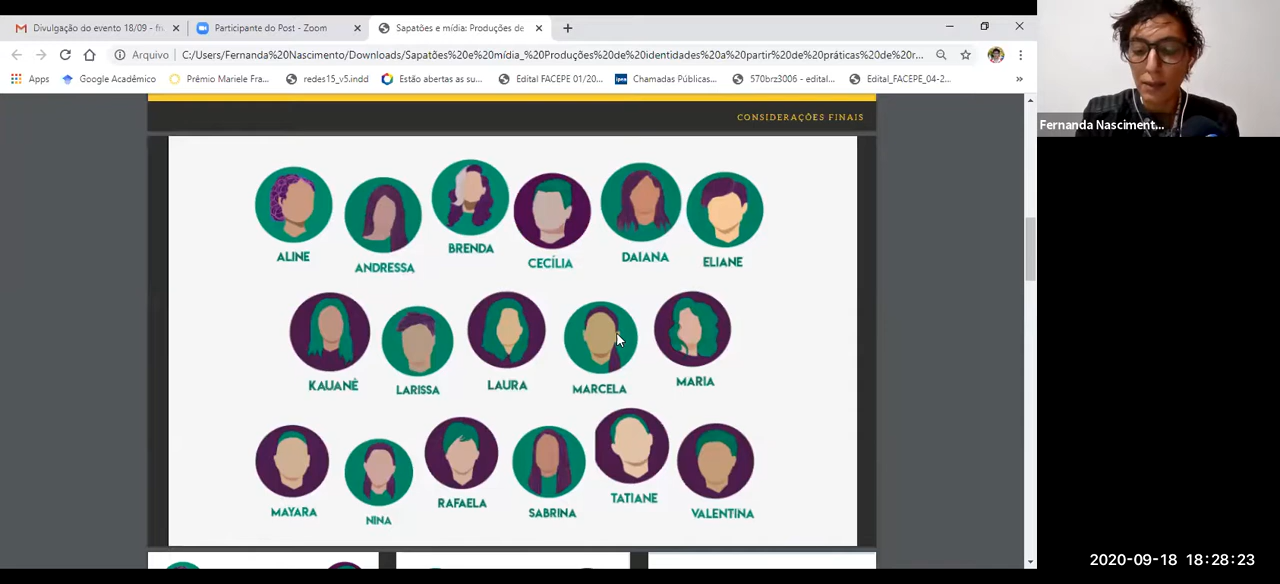 Divulgação do evento 18/09 - fn
Participante do Post - Zoom
Sapatões e mídia: Produções de
Arquivo
C:/Users/Fernanda%20Nascimento/Downloads/Sapatões%20e%20mídia_%20Produções%20de%20identidades%20a%20partir%20de%20práticas%20de%20r...
Apps
Google Acadêmico
Prêmio Mariele Fra...
redes15_v5.indd
Estão abertas as su...
Edital FACEPE 01/20...
ipea
Chamadas Públicas...
570brz3006 - edital...
Edital_FACEPE_04-2...
»
CONSIDERAÇÕES FINAIS
ALINE
ANDRESSA
BRENDA
CECÍLIA
DAIANA
ELIANE
KAUANÈ
LARISSA
LAURA
MARCELA
MARIA
MAYARA
NINA
RAFAELA
SABRINA
TATIANE
VALENTINA
Fernanda Nasciment...
2020-09-18 18:28:23